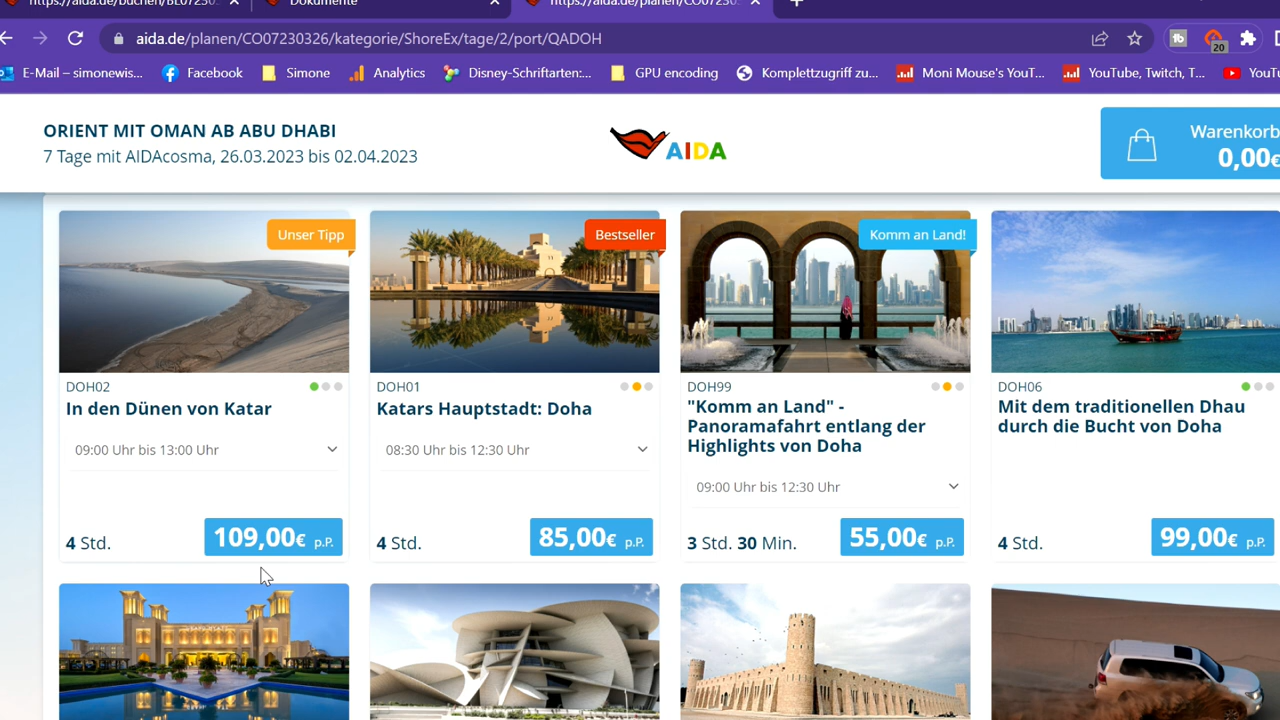 https://aida.de/buchen/BE07230
Dokumente
https://aida.de/planen/CO07230
aida.de/planen/CO07230326/kategorie/ShoreEx/tage/2/port/QADOH
20
E-Mail – simonewis...
Facebook
Simone
Analytics
Disney-Schriftarten:...
GPU encoding
Komplettzugriff zu...
Moni Mouse's YouT...
YouTube, Twitch, T...
YouTu
ORIENT MIT OMAN AB ABU DHABI
7 Tage mit AIDAcosma, 26.03.2023 bis 02.04.2023
AIDA
Warenkorb
0,00€
Unser Tipp
DOH02
In den Dünen von Katar
09:00 Uhr bis 13:00 Uhr
4 Std.
109,00€ p.P.
Bestseller
DOH01
Katars Hauptstadt: Doha
08:30 Uhr bis 12:30 Uhr
4 Std.
85,00€ p.P.
Komm an Land!
DOH99
"Komm an Land" -
Panoramafahrt entlang der
Highlights von Doha
09:00 Uhr bis 12:30 Uhr
3 Std. 30 Min.
55,00€ p.P.
DOH06
Mit dem traditionellen Dhau
durch die Bucht von Doha
4 Std.
99,00€ p.P.